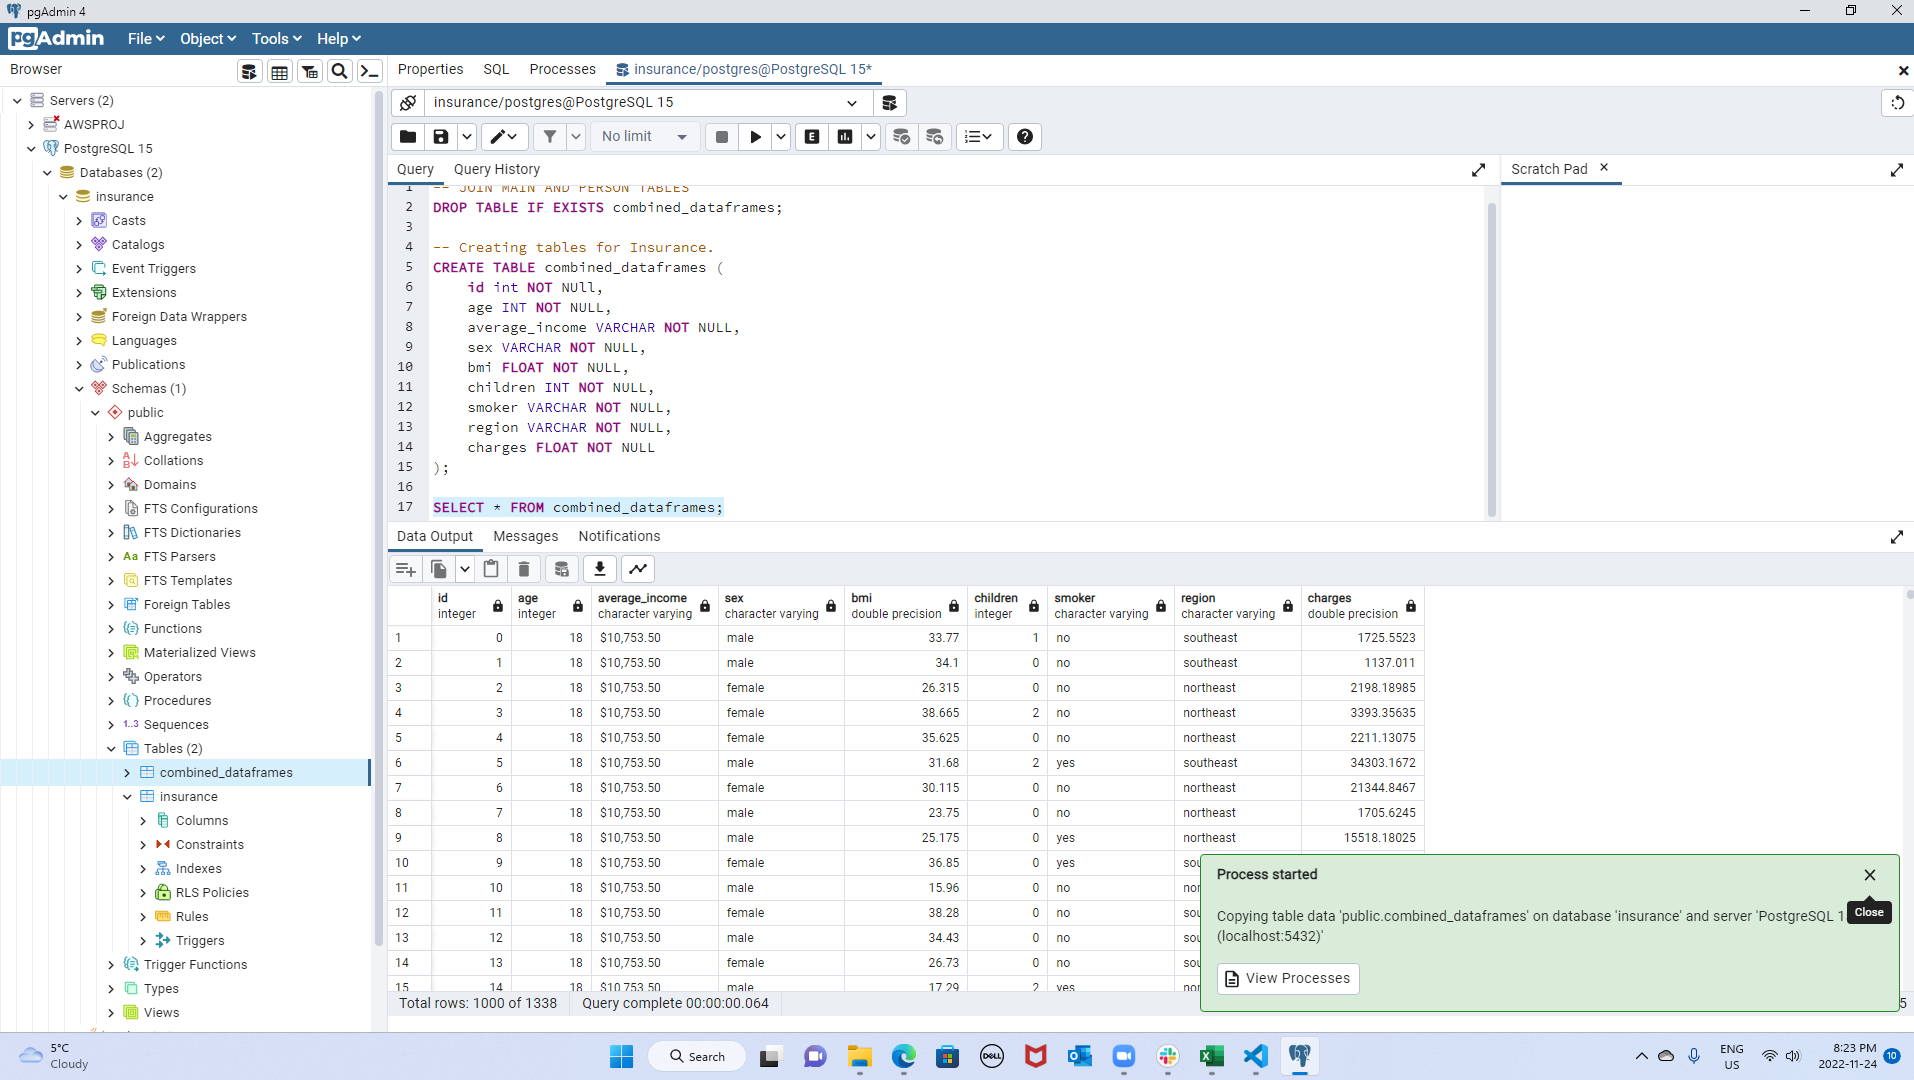 pgAdmin 4
pgAdmin File Object Tools Help
Browser
Properties SQL Processes insurance/postgres@PostgreSQL 15*
Servers (2)
AWSPROJ
PostgreSQL 15
Databases (2)
insurance
Casts
Catalogs
Event Triggers
Extensions
Foreign Data Wrappers
Languages
Publications
Schemas (1)
public
Aggregates
Collations
Domains
FTS Configurations
FTS Dictionaries
Aa FTS Parsers
FTS Templates
Foreign Tables
Functions
Materialized Views
Operators
Procedures
1..3 Sequences
Tables (2)
combined_dataframes
insurance
Columns
Constraints
Indexes
RLS Policies
Rules
Triggers
Trigger Functions
Types
Views
insurance/postgres@PostgreSQL 15
No limit
E
Query Query History
Scratch Pad
1 -- JOIN MAIN AND PERSON TABLES
2 DROP TABLE IF EXISTS combined_dataframes;
3
4 -- Creating tables for Insurance.
5 CREATE TABLE combined_dataframes (
6 id int NOT NUll,
7 age INT NOT NULL,
8 average_income VARCHAR NOT NULL,
9 sex VARCHAR NOT NULL,
10 bmi FLOAT NOT NULL,
11 children INT NOT NULL,
12 smoker VARCHAR NOT NULL,
13 region VARCHAR NOT NULL,
14 charges FLOAT NOT NULL
15 );
16
17 SELECT * FROM combined_dataframes;
Data Output Messages Notifications
id age average_income sex bmi children smoker region charges
integer integer character varying character varying double precision integer character varying character varying double precision
1 0 18 $10,753.50 male 33.77 1 no southeast 1725.5523
2 1 18 $10,753.50 male 34.1 0 no southeast 1137.011
3 2 18 $10,753.50 female 26.315 0 no northeast 2198.18985
4 3 18 $10,753.50 female 38.665 2 no northeast 3393.35635
5 4 18 $10,753.50 female 35.625 0 no northeast 2211.13075
6 5 18 $10,753.50 male 31.68 2 yes southeast 34303.1672
7 6 18 $10,753.50 female 30.115 0 no northeast 21344.8467
8 7 18 $10,753.50 male 23.75 0 no northeast 1705.6245
9 8 18 $10,753.50 male 25.175 0 yes northeast 15518.18025
10 9 18 $10,753.50 female 36.85 0 yes sou
11 10 18 $10,753.50 male 15.96 0 no nor
12 11 18 $10,753.50 female 38.28 0 no sou
13 12 18 $10,753.50 male 34.43 0 no sou
14 13 18 $10,753.50 female 26.73 0 no sou
15 14 18 $10,753.50 male 17.29 2 yes nor
Total rows: 1000 of 1338 Query complete 00:00:00.064
5
Process started
Copying table data 'public.combined_dataframes' on database 'insurance' and server 'PostgreSQL 1
(localhost:5432)'
Close
View Processes
5°C
Cloudy
Search
DELL
ENG
US
8:23 PM
2022-11-24
10